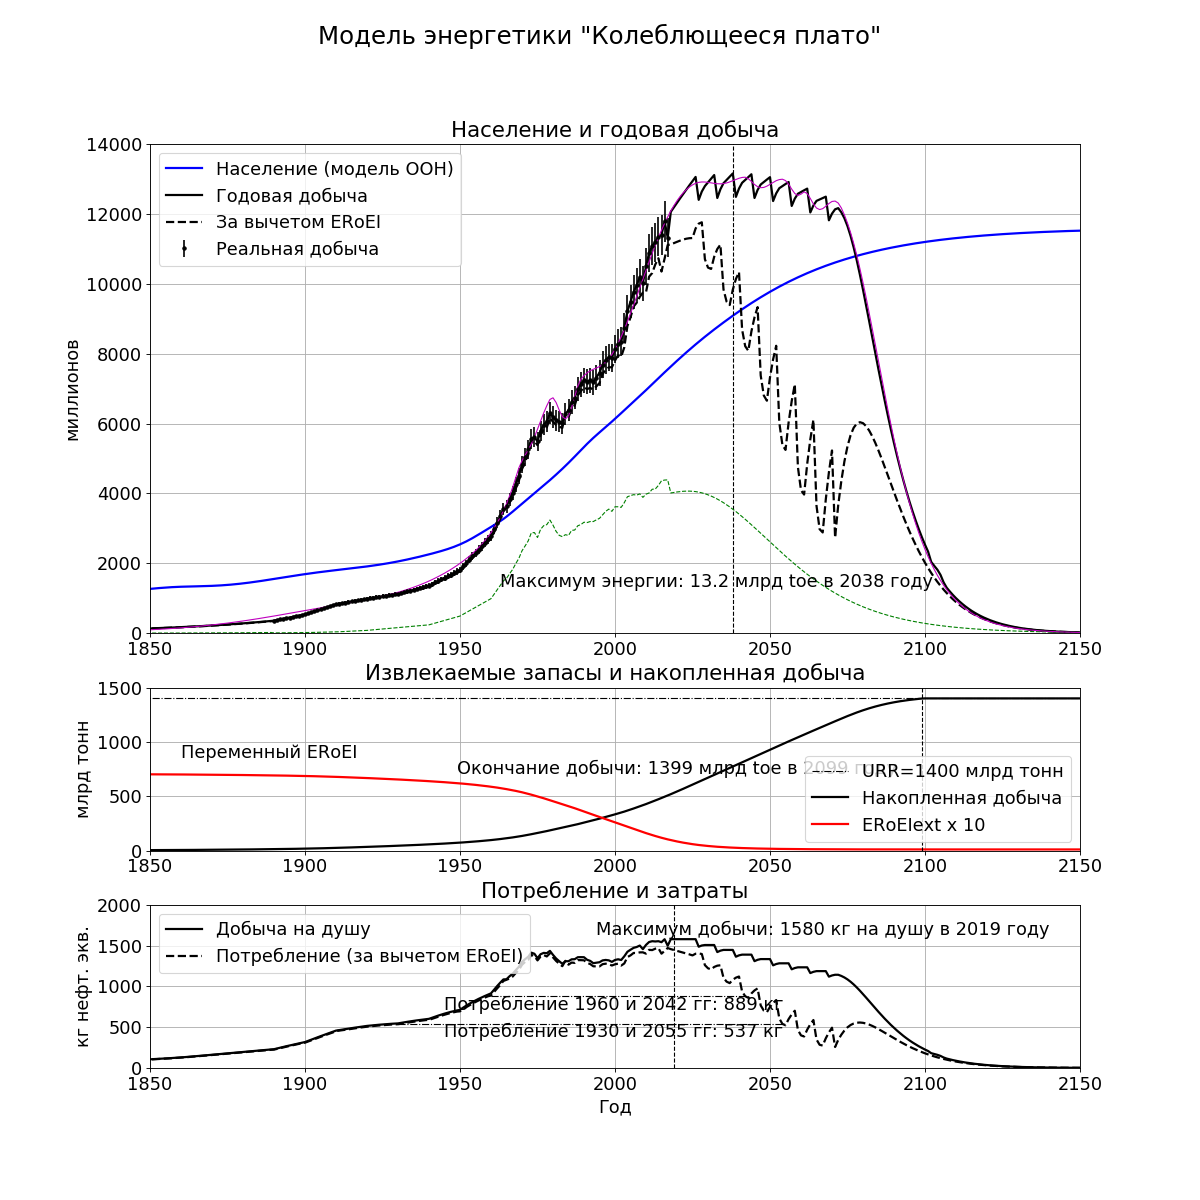 Модель энергетики "Колеблющееся плато"
Население и годовая добыча
14000
12000
10000
8000
6000
4000
2000
0
миллионов
Население (модель ООН)
Годовая добыча
За вычетом ERoEI
Реальная добыча
Максимум энергии: 13.2 млрд toe в 2038 году
1850 1900 1950 2000 2050 2100 2150
Извлекаемые запасы и накопленная добыча
1500
1000
500
0
млрд тонн
Переменный ERoEI
Окончание добычи: 1399 млрд toe в 2099 г
URR=1400 млрд тонн
Накопленная добыча
ERoEIext x 10
1850 1900 1950 2000 2050 2100 2150
Потребление и затраты
2000
1500
1000
500
0
кг нефт. экв.
Добыча на душу
Потребление (за вычетом ERoEI)
Максимум добычи: 1580 кг на душу в 2019 году
Потребление 1960 и 2042 гг: 889 кг
Потребление 1930 и 2055 гг: 537 кг
1850 1900 1950 2000 2050 2100 2150
Год